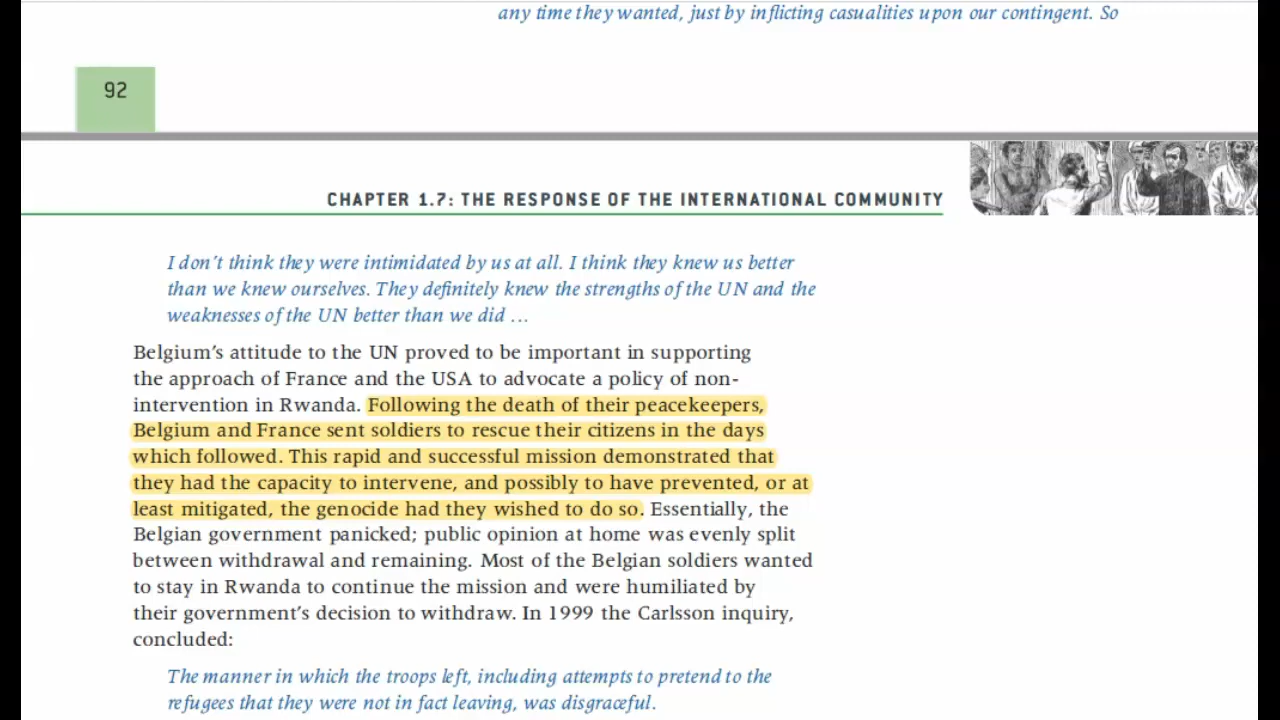 any time they wanted, just by inflicting casualities upon our contingent. So
92
CHAPTER 1.7: THE RESPONSE OF THE INTERNATIONAL COMMUNITY
I don't think they were intimidated by us at all. I think they knew us better
than we knew ourselves. They definitely knew the strengths of the UN and the
weaknesses of the UN better than we did …
Belgium's attitude to the UN proved to be important in supporting
the approach of France and the USA to advocate a policy of non-
intervention in Rwanda. Following the death of their peacekeepers,
Belgium and France sent soldiers to rescue their citizens in the days
which followed. This rapid and successful mission demonstrated that
they had the capacity to intervene, and possibly to have prevented, or at
least mitigated, the genocide had they wished to do so. Essentially, the
Belgian government panicked; public opinion at home was evenly split
between withdrawal and remaining. Most of the Belgian soldiers wanted
to stay in Rwanda to continue the mission and were humiliated by
their government's decision to withdraw. In 1999 the Carlsson inquiry,
concluded:
The manner in which the troops left, including attempts to pretend to the
refugees that they were not in fact leaving, was disgraceful.